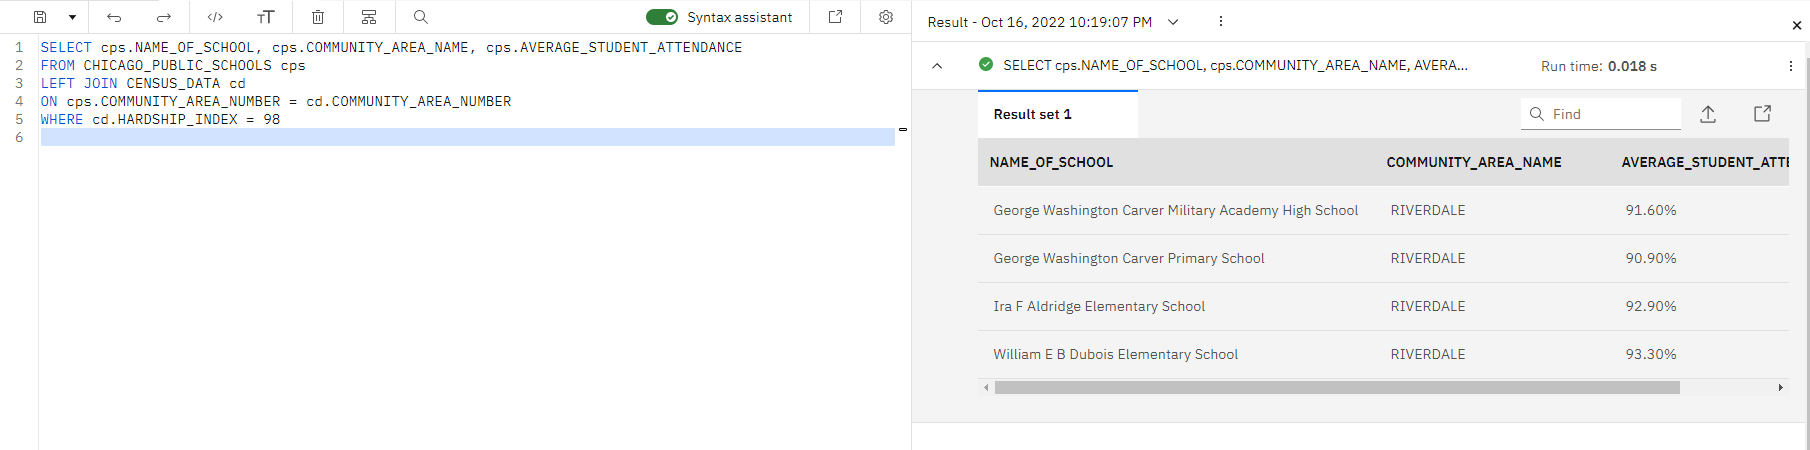 Syntax assistant
1 SELECT cps.NAME_OF_SCHOOL, cps.COMMUNITY_AREA_NAME, cps.AVERAGE_STUDENT_ATTENDANCE
2 FROM CHICAGO_PUBLIC_SCHOOLS cps
3 LEFT JOIN CENSUS_DATA cd
4 ON cps.COMMUNITY_AREA_NUMBER = cd.COMMUNITY_AREA_NUMBER
5 WHERE cd.HARDSHIP_INDEX = 98
6
Result - Oct 16, 2022 10:19:07 PM
SELECT cps.NAME_OF_SCHOOL, cps.COMMUNITY_AREA_NAME, AVERA... Run time: 0.018 s
Result set 1 Find
NAME_OF_SCHOOL COMMUNITY_AREA_NAME AVERAGE_STUDENT_ATTE
George Washington Carver Military Academy High School RIVERDALE 91.60%
George Washington Carver Primary School RIVERDALE 90.90%
Ira F Aldridge Elementary School RIVERDALE 92.90%
William E B Dubois Elementary School RIVERDALE 93.30%